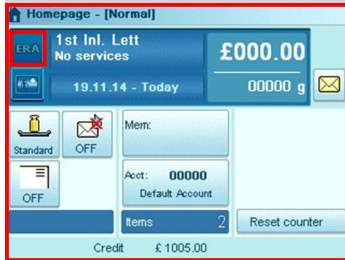 Homepage - [Normal]
ERA
1st Inl. Lett
No services
£000.00
19.11.14 - Today
00000 g
Standard
OFF
Mem:
OFF
Acct: 00000
Default Account
Items 2
Reset counter
Credit £ 1005.00